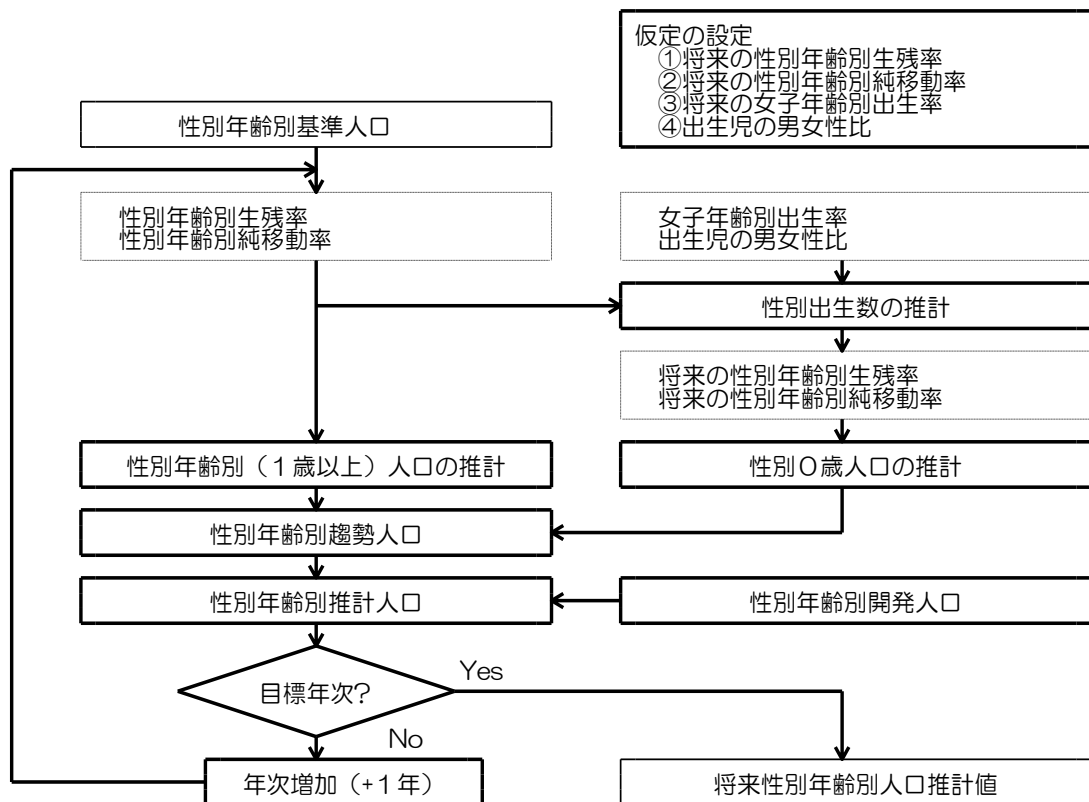 仮定の設定
①将来の性別年齢別生残率
②将来の性別年齢別純移動率
③将来の女子年齢別出生率
④出生児の男女性比
性別年齢別基準人口
性別年齢別生残率
性別年齢別純移動率
女子年齢別出生率
出生児の男女性比
性別出生数の推計
将来の性別年齢別生残率
将来の性別年齢別純移動率
性別年齢別（１歳以上）人口の推計
性別０歳人口の推計
性別年齢別趨勢人口
性別年齢別推計人口
性別年齢別開発人口
目標年次?
Yes
No
年次増加（+１年）
将来性別年齢別人口推計値